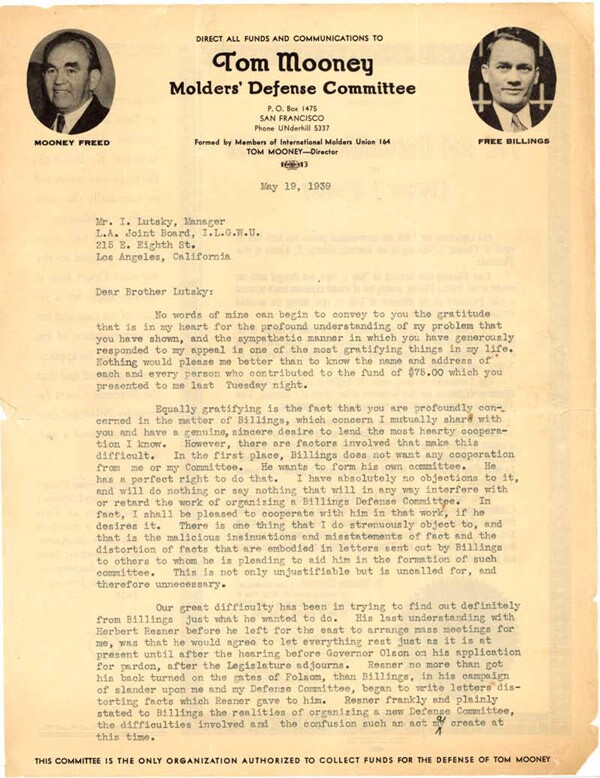 DIRECT ALL FUNDS AND COMMUNICATIONS TO
Tom Mooney
Molders' Defense Committee
P. O. Box 1475
SAN FRANCISCO
Phone UNderhill 5337
Formed by Members of International Molders Union 164
TOM MOONEY—Director
MOONEY FREED
FREE BILLINGS
May 19, 1939
Mr. I. Lutsky, Manager
L.A. Joint Board, I.L.G.W.U.
215 E. Eighth St.
Los Angeles, California
Dear Brother Lutsky:
No words of mine can begin to convey to you the gratitude
that is in my heart for the profound understanding of my problem that
you have shown, and the sympathetic manner in which you have generously
responded to my appeal is one of the most gratifying things in my life.
Nothing would please me better than to know the name and address of
each and every person who contributed to the fund of $75.00 which you
presented to me last Tuesday night.
Equally gratifying is the fact that you are profoundly con-
cerned in the matter of Billings, which concern I mutually share with
you and have a genuine, sincere desire to lend the most hearty coopera-
tion I know. However, there are factors involved that make this
difficult. In the first place, Billings does not want any cooperation
from me or my Committee. He wants to form his own committee. He
has a perfect right to do that. I have absolutely no objections to it,
and will do nothing or say nothing that will in any way interfere with
or retard the work of organizing a Billings Defense Committee. In
fact, I shall be pleased to cooperate with him in that work, if he
desires it. There is one thing that I do strenuously object to, and
that is the malicious insinuations and misstatements of fact and the
distortion of facts that are embodied in letters sent out by Billings
to others to whom he is pleading to aid him in the formation of such
committee. This is not only unjustifiable but is uncalled for, and
therefore unnecessary.
Our great difficulty has been in trying to find out definitely
from Billings just what he wanted to do. His last understanding with
Herbert Resner before he left for the east to arrange mass meetings for
me, was that he would agree to let everything rest just as it is at
present until after the hearing before Governor Olson on his application
for pardon, after the Legislature adjourns. Resner no more than got
his back turned on the gates of Folsom, than Billings, in his campaign
of slander upon me and my Defense Committee, began to write letters dis-
torting facts which Resner gave to him. Resner frankly and plainly
stated to Billings the realities of organizing a new Defense Committee,
the difficulties involved and the confusion such an act may create at
this time.
THIS COMMITTEE IS THE ONLY ORGANIZATION AUTHORIZED TO COLLECT FUNDS FOR THE DEFENSE OF TOM MOONEY